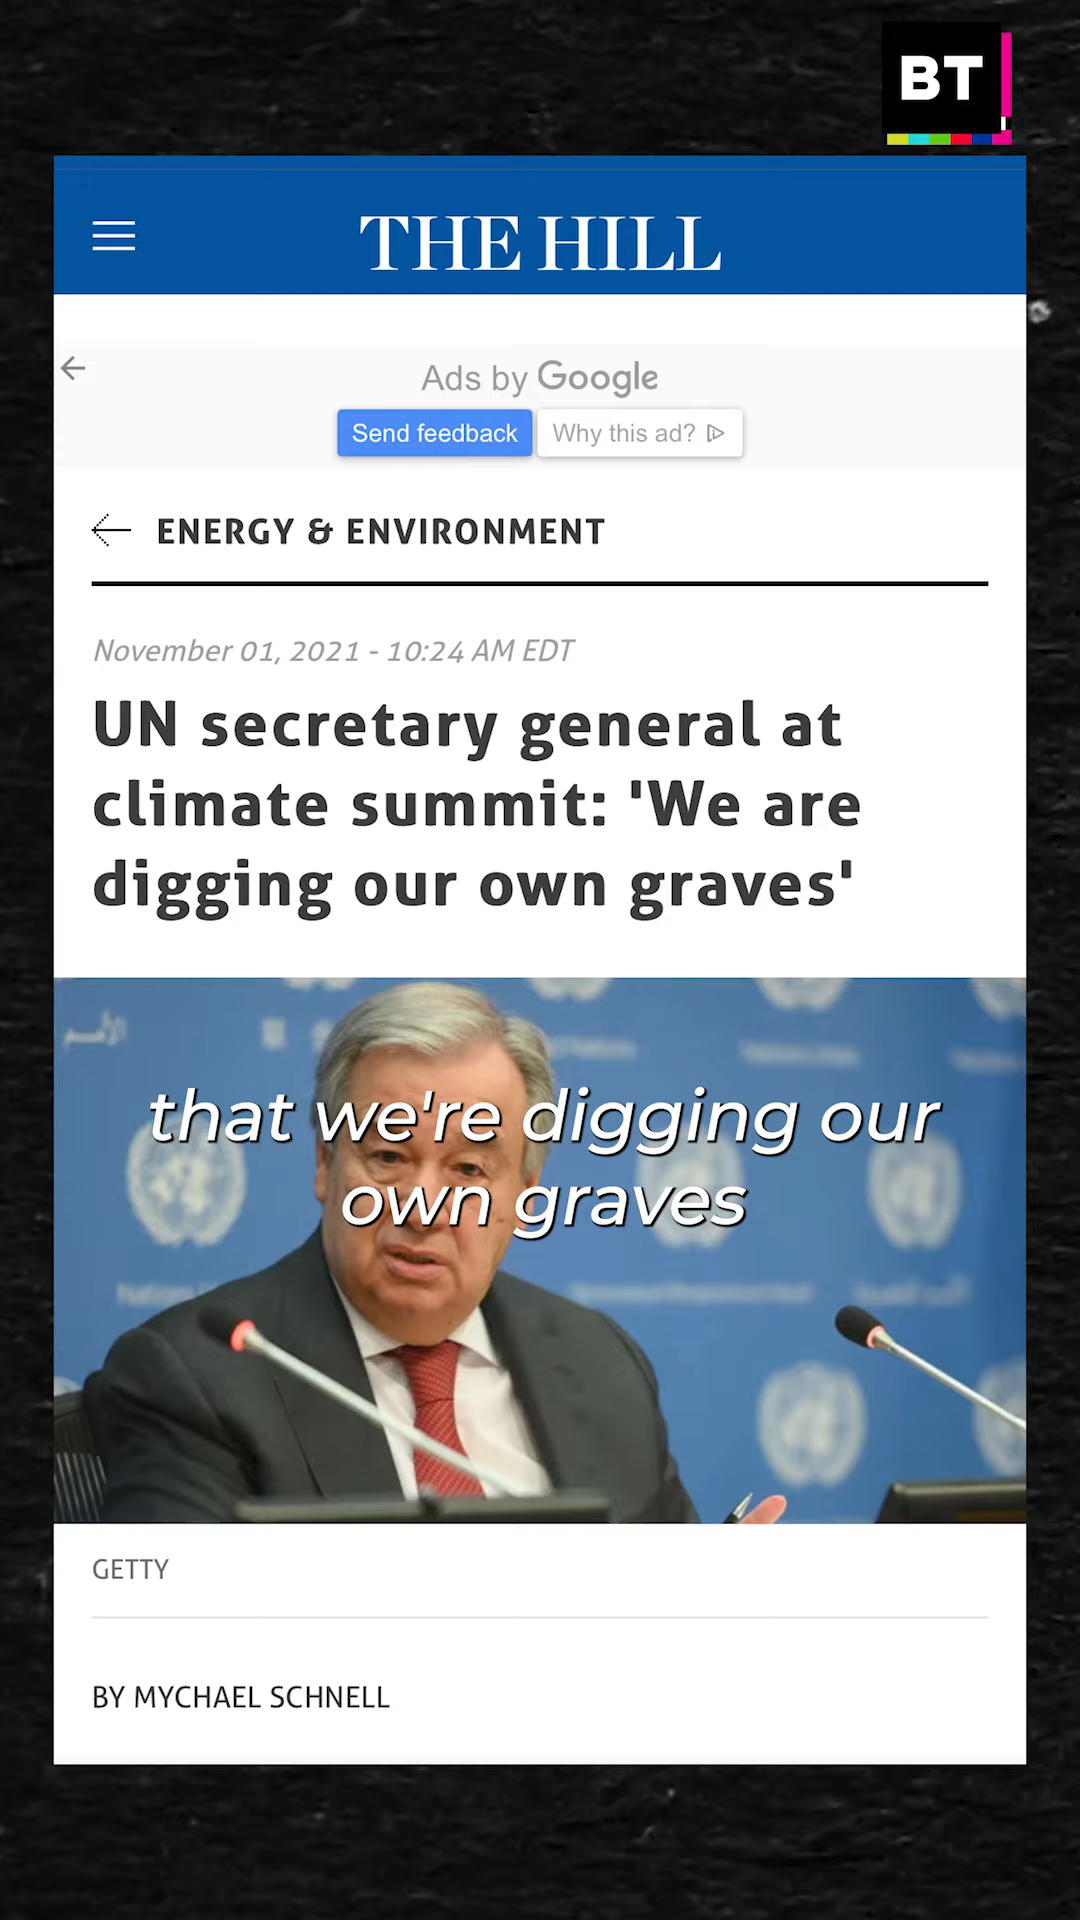 BT
THE HILL
Ads by Google
Send feedback
Why this ad?
ENERGY & ENVIRONMENT
November 01, 2021 - 10:24 AM EDT
UN secretary general at
climate summit: 'We are
digging our own graves'
that we're digging our
own graves
GETTY
BY MYCHAEL SCHNELL